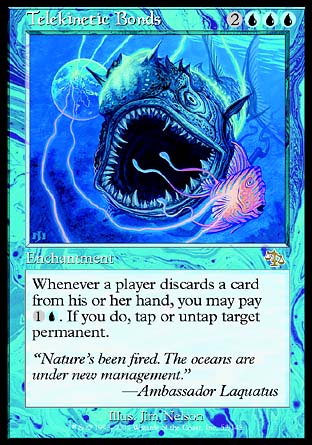 Telekinetic Bonds 2
Enchantment
Whenever a player discards a card
from his or her hand, you may pay
1 . If you do, tap or untap target
permanent.
“Nature's been fired. The oceans are
under new management.”
—Ambassador Laquatus
Illus. Jim Nelson